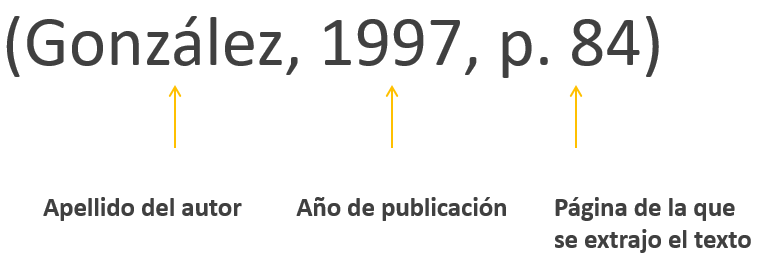 (González, 1997, p. 84)
Apellido del autor
Año de publicación
Página de la que
se extrajo el texto